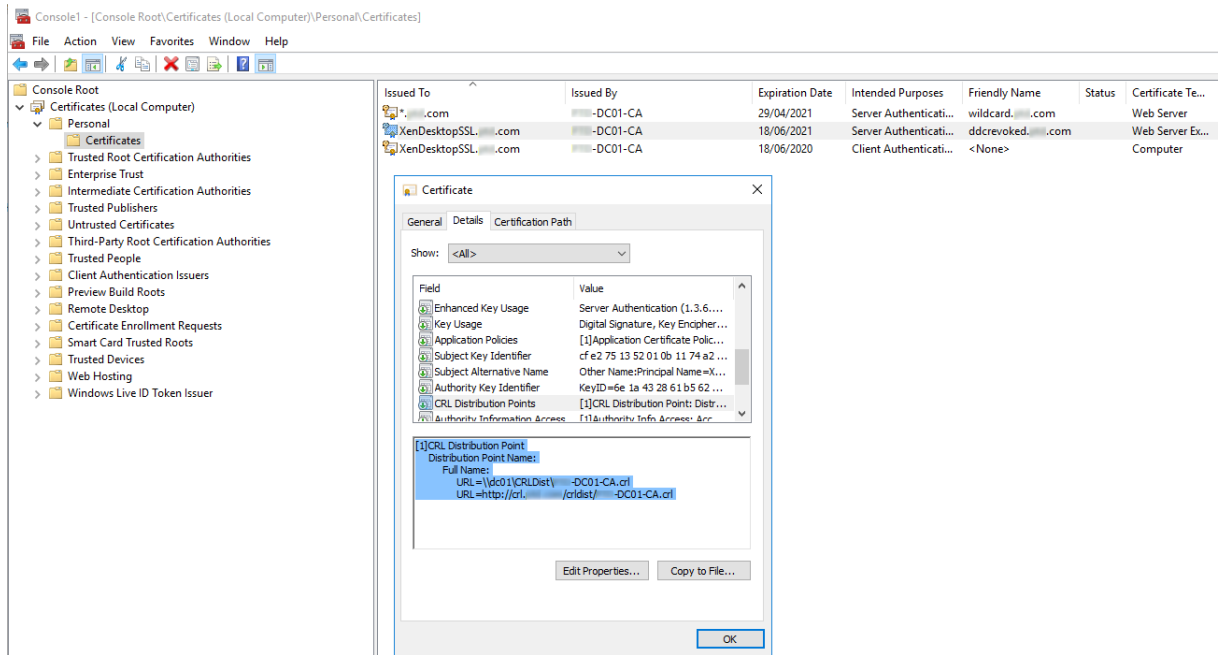 Console1 - [Console Root\Certificates (Local Computer)\Personal\Certificates]
File Action View Favorites Window Help
Console Root
Certificates (Local Computer)
Personal
Certificates
Trusted Root Certification Authorities
Enterprise Trust
Intermediate Certification Authorities
Trusted Publishers
Untrusted Certificates
Third-Party Root Certification Authorities
Trusted People
Client Authentication Issuers
Preview Build Roots
Remote Desktop
Certificate Enrollment Requests
Smart Card Trusted Roots
Trusted Devices
Web Hosting
Windows Live ID Token Issuer
Issued To Issued By Expiration Date Intended Purposes Friendly Name Status Certificate Te...
*. .com -DC01-CA 29/04/2021 Server Authenticati... wildcard. .com Web Server
XenDesktopSSL. .com -DC01-CA 18/06/2021 Server Authenticati... ddcrevoked. .com Web Server Ex...
XenDesktopSSL. .com -DC01-CA 18/06/2020 Client Authenticati... <None> Computer
Certificate
General Details Certification Path
Show: <All>
Field Value
Enhanced Key Usage Server Authentication (1.3.6....
Key Usage Digital Signature, Key Encipher...
Application Policies [1]Application Certificate Polic...
Subject Key Identifier cf e2 75 13 52 01 0b 11 74 a2 ...
Subject Alternative Name Other Name:Principal Name=X...
Authority Key Identifier KeyID=6e 1a 43 28 61 b5 62 ...
CRL Distribution Points [1]CRL Distribution Point: Distr...
Authority Information Access [1]Authority Info Access: Acc...
[1]CRL Distribution Point
Distribution Point Name:
Full Name:
URL=\\dc01\CRLDist\ -DC01-CA.crl
URL=http://crl. /crldist/ -DC01-CA.crl
Edit Properties... Copy to File...
OK